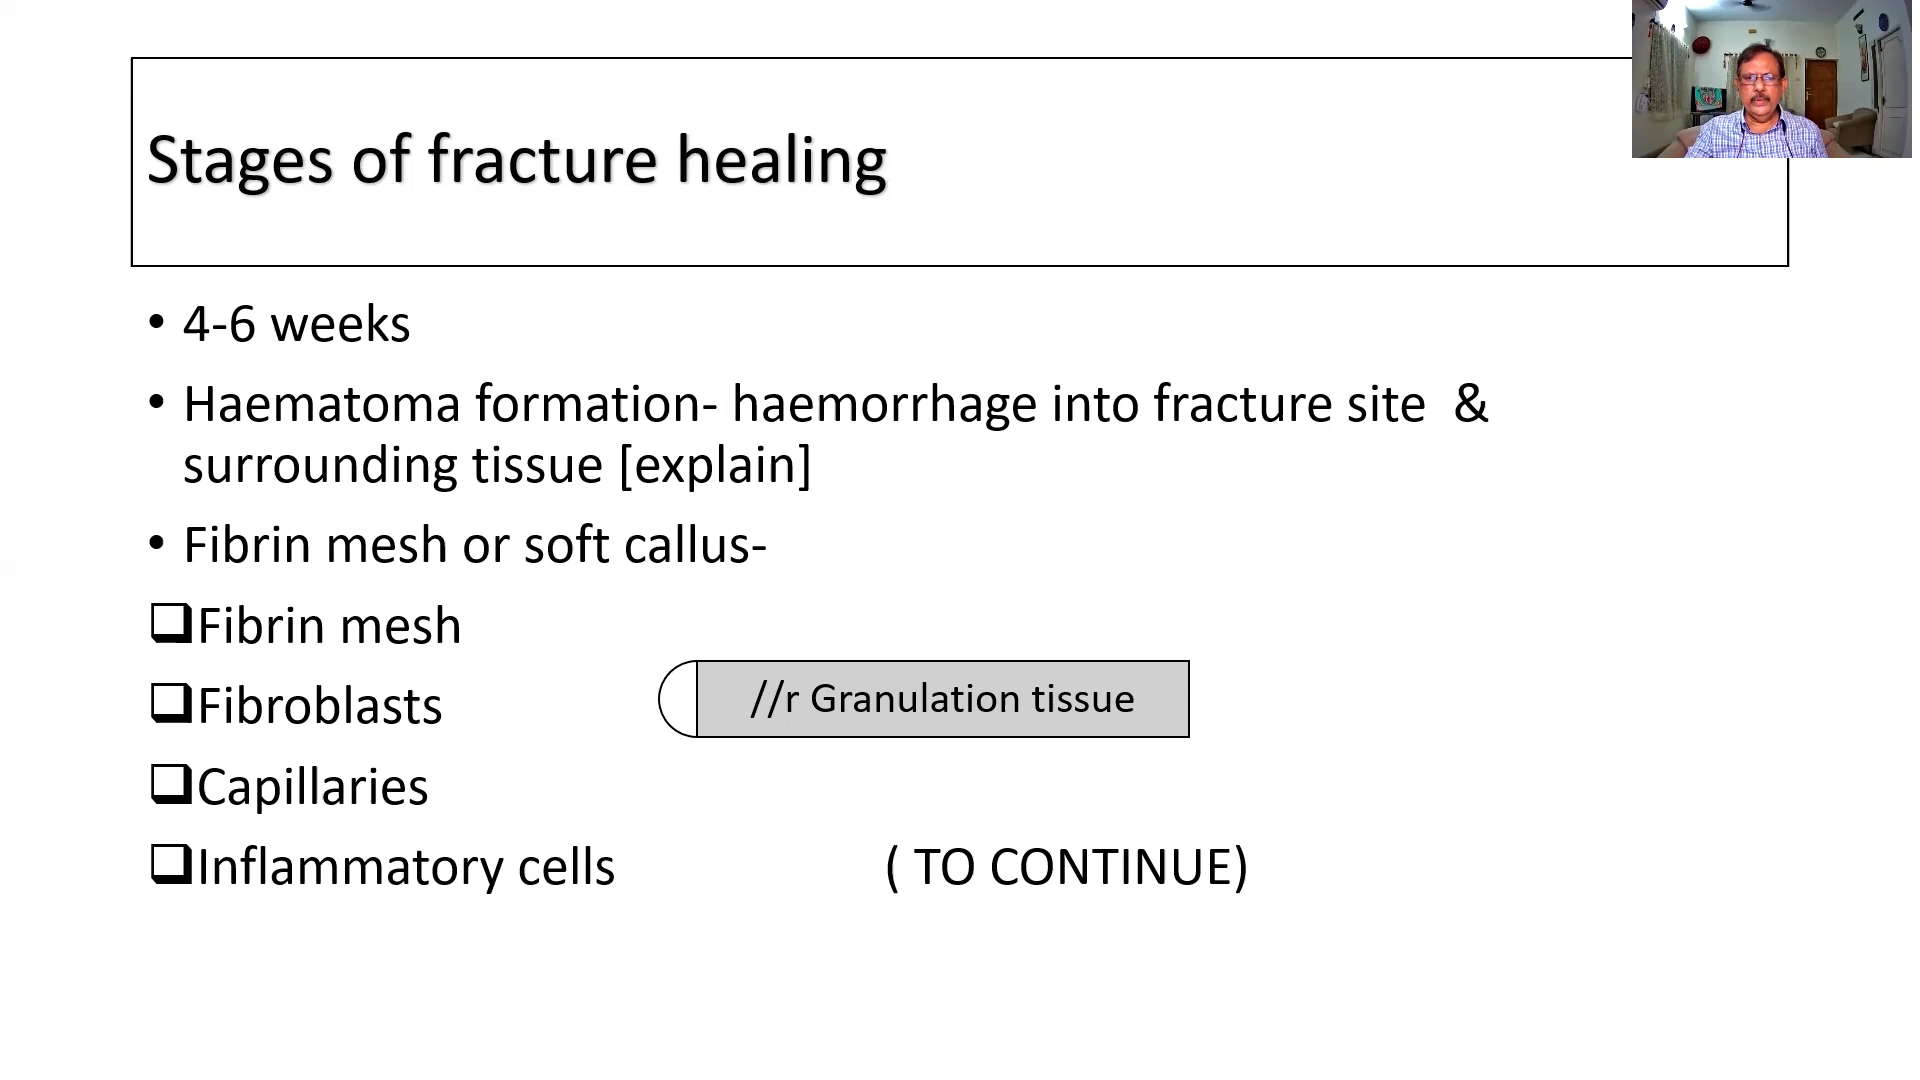 Stages of fracture healing
• 4-6 weeks
• Haematoma formation- haemorrhage into fracture site &
surrounding tissue [explain]
• Fibrin mesh or soft callus-
❑Fibrin mesh
❑Fibroblasts
//r Granulation tissue
❑Capillaries
❑Inflammatory cells ( TO CONTINUE)